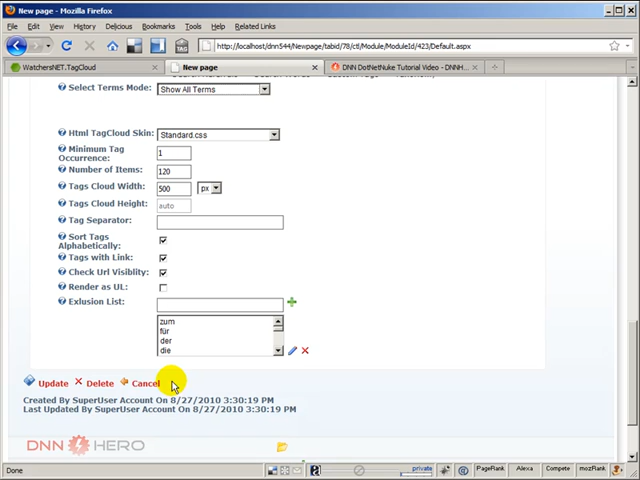 New page - Mozilla Firefox
File Edit View History Delicious Bookmarks Tools Help Related Links
http://localhost/dnn544/Newpage/tabid/78/ctl/Module/ModuleId/423/Default.aspx
WatchersNET.TagCloud New page DNN DotNetNuke Tutorial Video - DNNH...
Select Terms Mode: Show All Terms
Html TagCloud Skin: Standard.css
Minimum Tag
Occurrence: 1
Number of Items: 120
Tags Cloud Width: 500 px
Tags Cloud Height: auto
Tag Separator:
Sort Tags
Alphabetically:
Tags with Link:
Check Url Visiblity:
Render as UL:
Exlusion List:
zum
für
der
die
Update Delete Cancel
Created By SuperUser Account On 8/27/2010 3:30:19 PM
Last Updated By SuperUser Account On 8/27/2010 3:30:19 PM
DNN HERO
Done private PageRank Alexa Compete mozRank